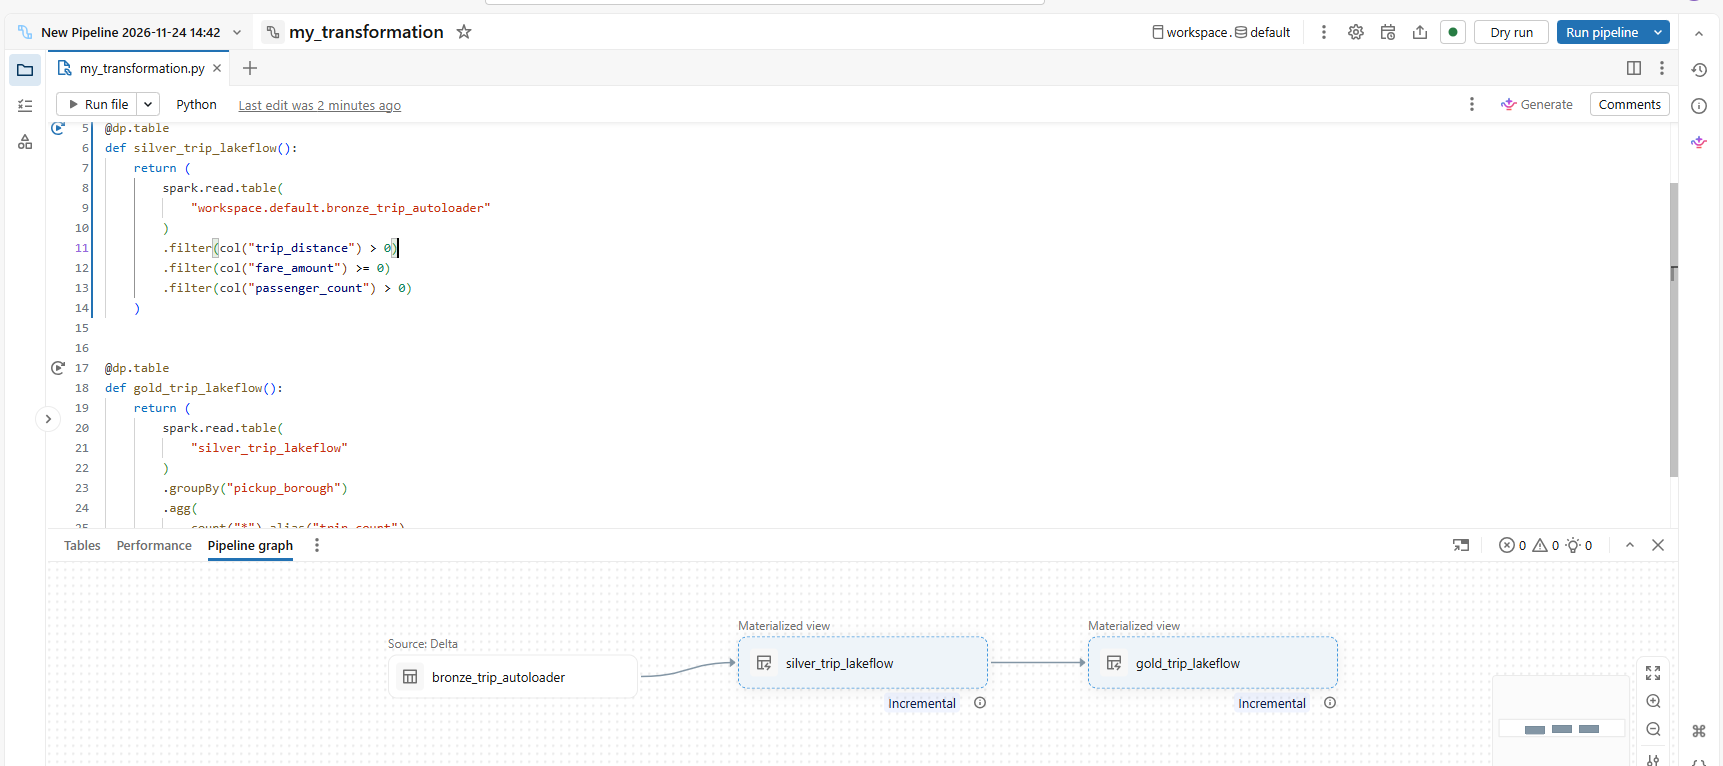 New Pipeline 2026-11-24 14:42
my_transformation
workspace. default
Dry run
Run pipeline
my_transformation.py
Run file
Python
Last edit was 2 minutes ago
Generate
Comments
5 @dp.table
6 def silver_trip_lakeflow():
7 return (
8 spark.read.table(
9 "workspace.default.bronze_trip_autoloader"
10 )
11 .filter(col("trip_distance") > 0)
12 .filter(col("fare_amount") >= 0)
13 .filter(col("passenger_count") > 0)
14 )
15
16
17 @dp.table
18 def gold_trip_lakeflow():
19 return (
20 spark.read.table(
21 "silver_trip_lakeflow"
22 )
23 .groupBy("pickup_borough")
24 .agg(
25 count("*").alias("trip_count")
Tables
Performance
Pipeline graph
0 0 0
Source: Delta
bronze_trip_autoloader
Materialized view
silver_trip_lakeflow
Incremental
Materialized view
gold_trip_lakeflow
Incremental